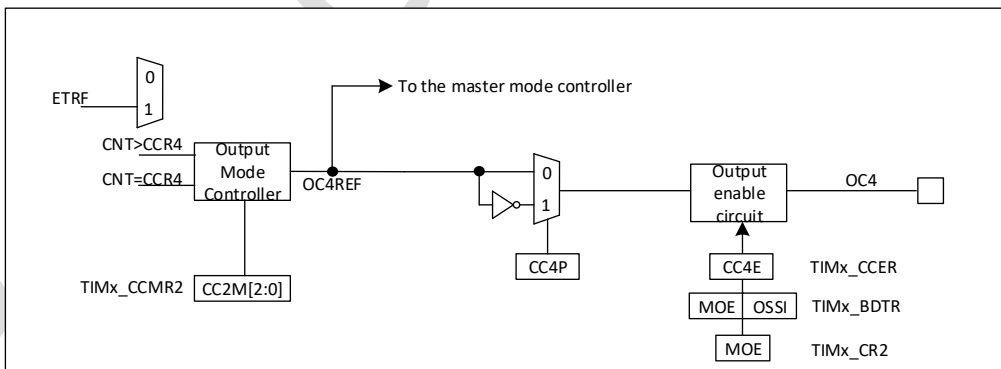 0
ETRF
1
To the master mode controller
CNT>CCR4
Output
Mode
Controller
CNT=CCR4
OC4REF
0
1
Output
enable
circuit
OC4
CC4P
CC4E
TIMx_CCER
TIMx_CCMR2
CC2M[2:0]
MOE
OSSI
TIMx_BDTR
MOE
TIMx_CR2